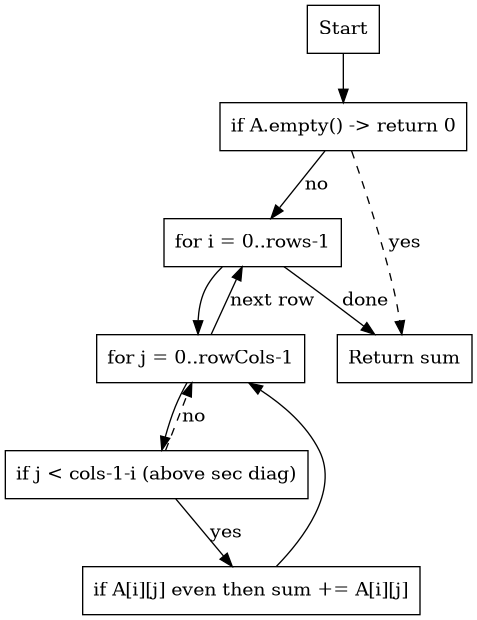 Start
if A.empty() -> return 0
no
for i = 0..rows-1
yes
next row
done
for j = 0..rowCols-1
Return sum
no
if j < cols-1-i (above sec diag)
yes
if A[i][j] even then sum += A[i][j]